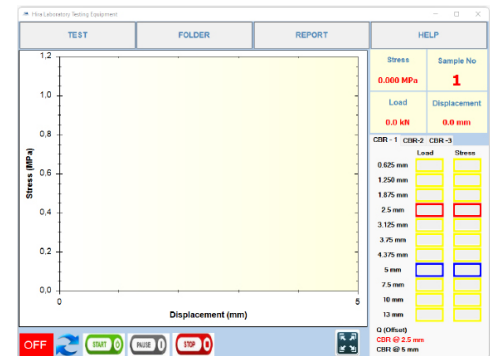 Hira Laboratory Testing Equipment
TEST FOLDER REPORT HELP
Stress Sample No
0.000 MPa 1
Load Displacement
0.0 kN 0.0 mm
CBR - 1 CBR-2 CBR -3
Load Stress
0.625 mm
1.250 mm
1.875 mm
2.5 mm
3.125 mm
3.75 mm
4.375 mm
5 mm
7.5 mm
10 mm
13 mm
Q (Offset)
CBR @ 2.5 mm
CBR @ 5 mm
Stress (MPa)
1,2
1,0
0,8
0,6
0,4
0,2
0,0
0 5
Displacement (mm)
OFF START PAUSE STOP